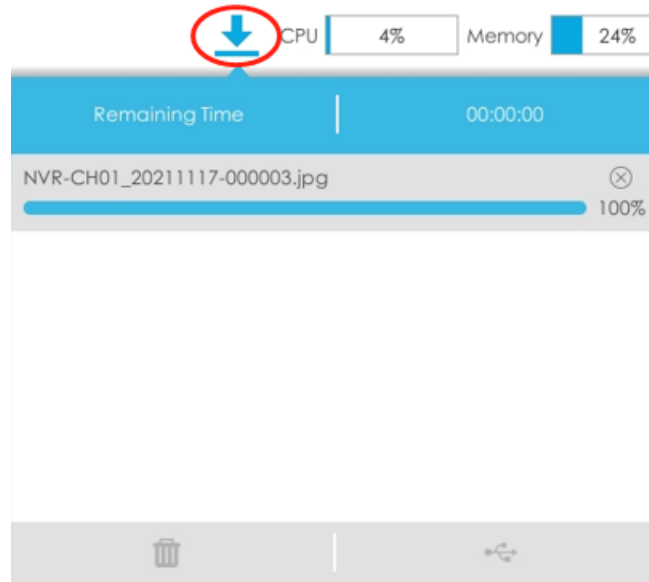 CPU 4% Memory 24%
Remaining Time 00:00:00
NVR-CH01_20211117-000003.jpg
100%